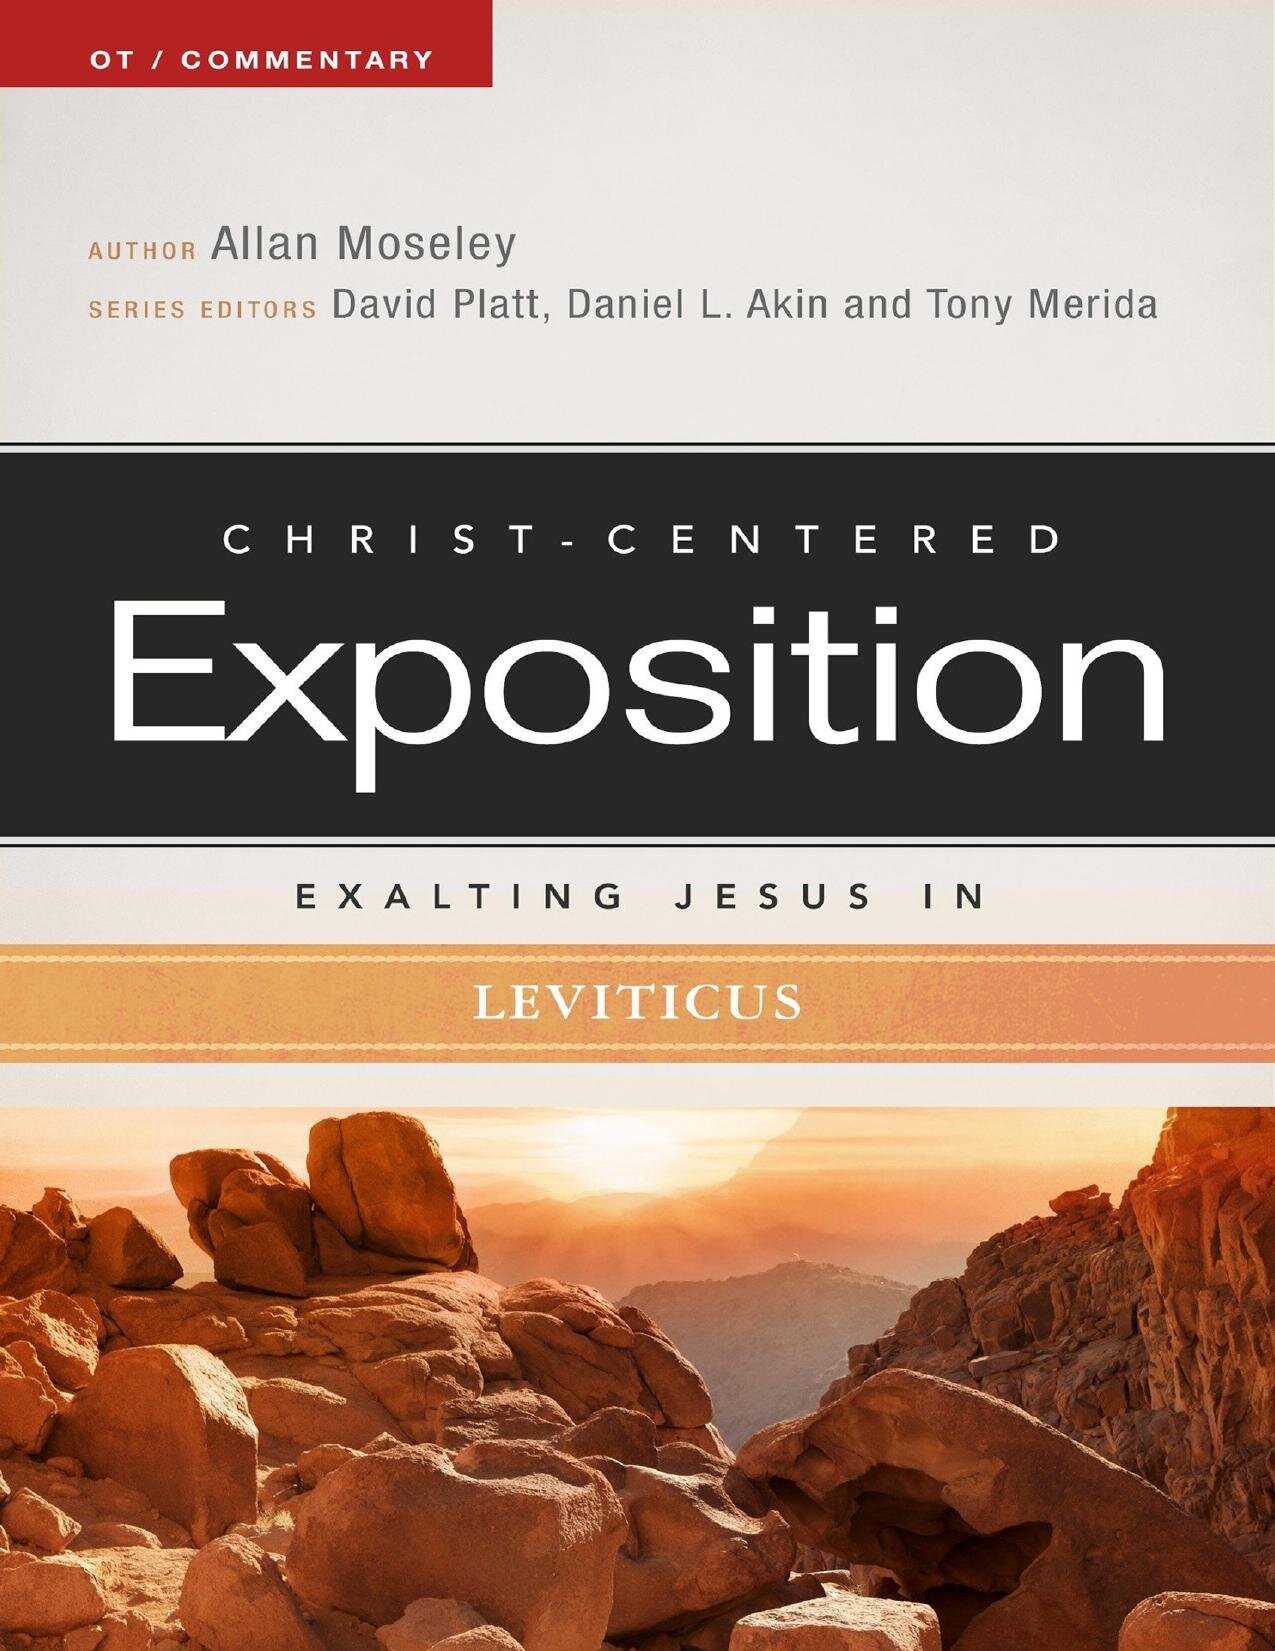 OT / COMMENTARY
AUTHOR Allan Moseley
SERIES EDITORS David Platt, Daniel L. Akin and Tony Merida
CHRIST-CENTERED
Exposition
EXALTING JESUS IN
LEVITICUS